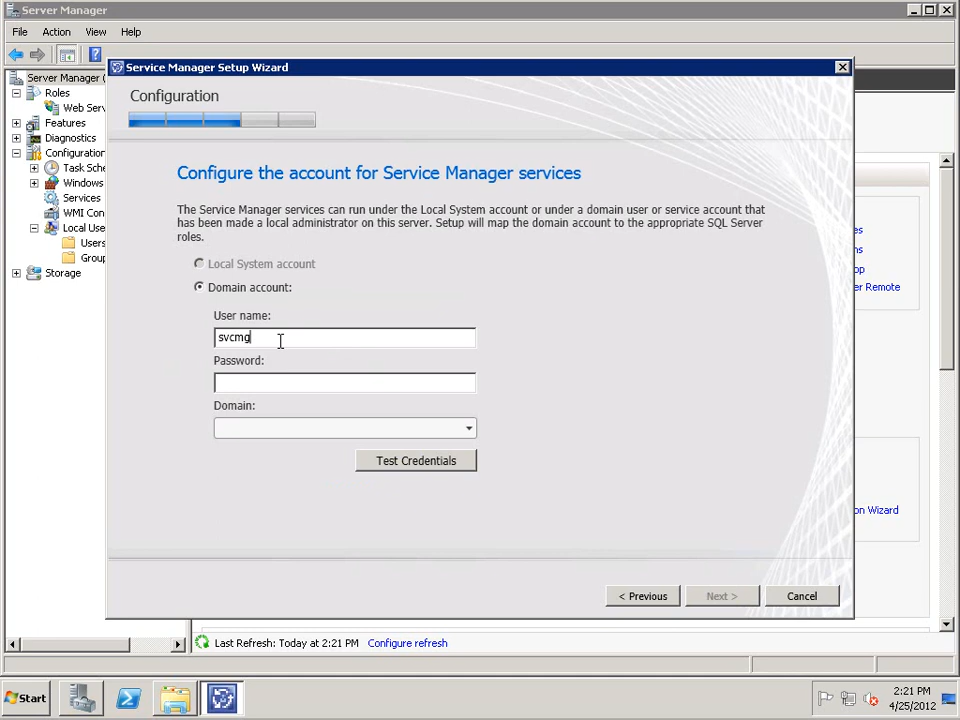 Server Manager
File Action View Help
Service Manager Setup Wizard
Server Manager (
Roles
Web Serv
Features
Diagnostics
Configuration
Task Sche
Windows
Services
WMI Con
Local Use
Users
Group
Storage
Configuration
Configure the account for Service Manager services
The Service Manager services can run under the Local System account or under a domain user or service account that
has been made a local administrator on this server. Setup will map the domain account to the appropriate SQL Server
roles.
Local System account
Domain account:
User name:
svcmg
Password:
Domain:
Test Credentials
< Previous Next > Cancel
er Remote
on Wizard
Last Refresh: Today at 2:21 PM Configure refresh
Start
2:21 PM
4/25/2012